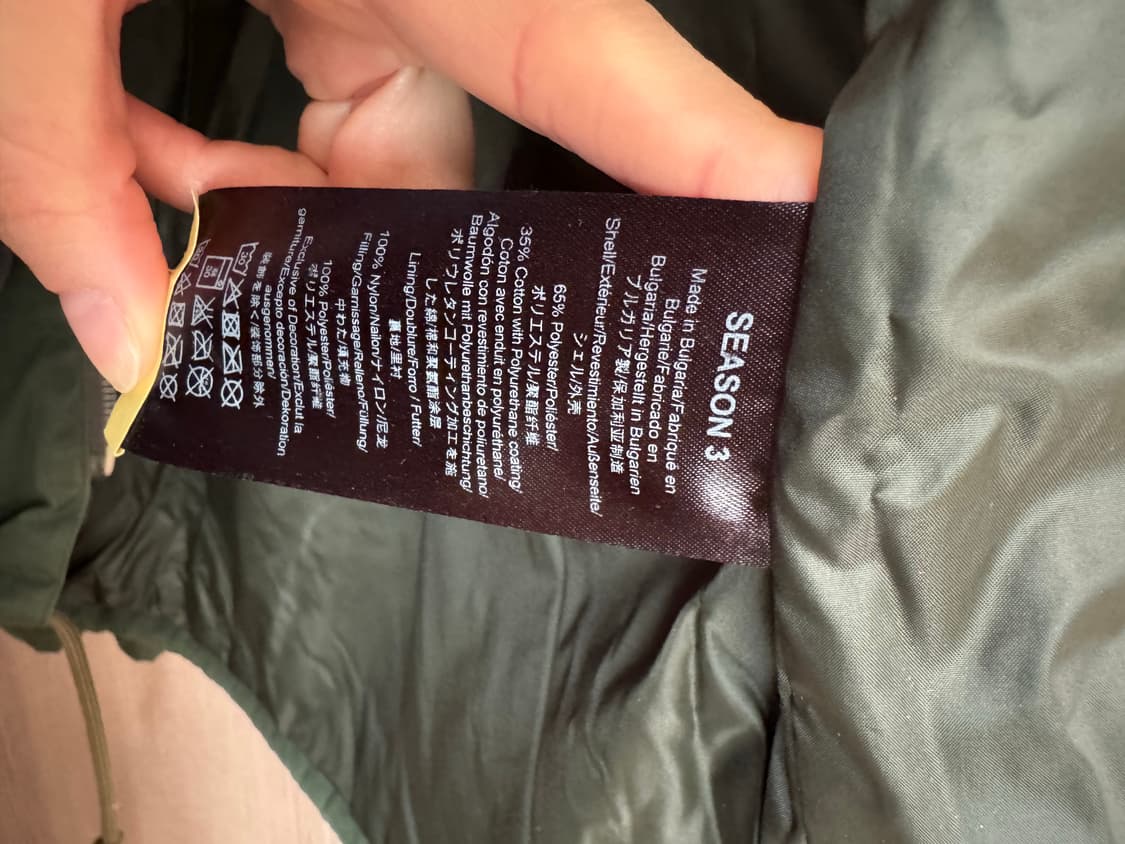 SEASON 3
Made in Bulgaria/Fabriqué en
Bulgarie/Fabricado en
Bulgaria/Hergestellt in Bulgarien
ブルガリア製/保加利亚制造
Shell/Extérieur/Revestimiento/Außenseite/
シェル/外壳
65% Polyester/Poliéster/
ポリエステル/聚酯纤维
35% Cotton with Polyurethane coating/
Coton avec enduit en polyuréthane/
Algodón con revestimiento de poliuretano/
Baumwolle mit Polyurethanbeschichtung/
ポリウレタンコーティング加工を施
した綿/棉和聚氨酯涂层
Lining/Doublure/Forro / Futter/
裏地/里衬
100% Nylon/Nailon/ナイロン/尼龙
Filling/Garnissage/Relleno/Füllung/
中わた/填充物
100% Polyester/Poliéster/
ポリエステル/聚酯纤维
Exclusive of Decoration/Exclut la
garniture/Excepto decoración/Dekoration
ausgenommen/
装飾を除く/装饰部分除外